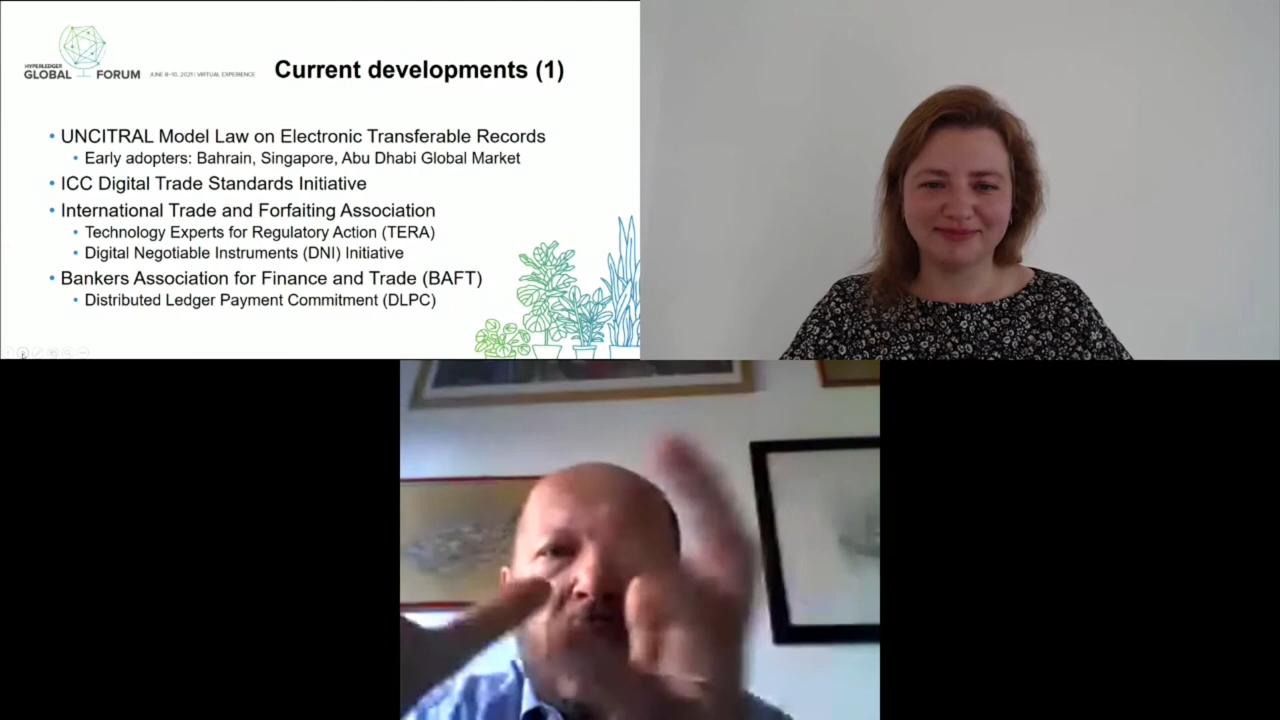 HYPERLEDGER
GLOBAL FORUM
JUNE 8-10, 2021 | VIRTUAL EXPERIENCE
Current developments (1)
• UNCITRAL Model Law on Electronic Transferable Records
• Early adopters: Bahrain, Singapore, Abu Dhabi Global Market
• ICC Digital Trade Standards Initiative
• International Trade and Forfaiting Association
• Technology Experts for Regulatory Action (TERA)
• Digital Negotiable Instruments (DNI) Initiative
• Bankers Association for Finance and Trade (BAFT)
• Distributed Ledger Payment Commitment (DLPC)